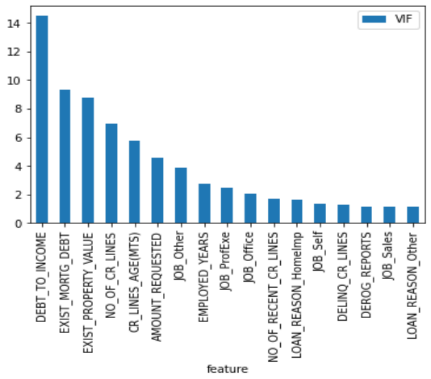 14
12
10
8
6
4
2
0
VIF
DEBT_TO_INCOME
EXIST_MORTG_DEBT
EXIST_PROPERTY_VALUE
NO_OF_CR_LINES
CR_LINES_AGE(MTS)
AMOUNT_REQUESTED
JOB_Other
EMPLOYED_YEARS
JOB_ProfExe
JOB_Office
NO_OF_RECENT_CR_LINES
LOAN_REASON_HomeImp
JOB_Self
DELINQ_CR_LINES
DEROG_REPORTS
JOB_Sales
LOAN_REASON_Other
feature